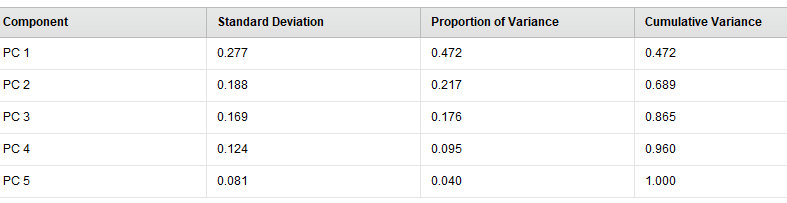 Component Standard Deviation Proportion of Variance Cumulative Variance
PC 1 0.277 0.472 0.472
PC 2 0.188 0.217 0.689
PC 3 0.169 0.176 0.865
PC 4 0.124 0.095 0.960
PC 5 0.081 0.040 1.000